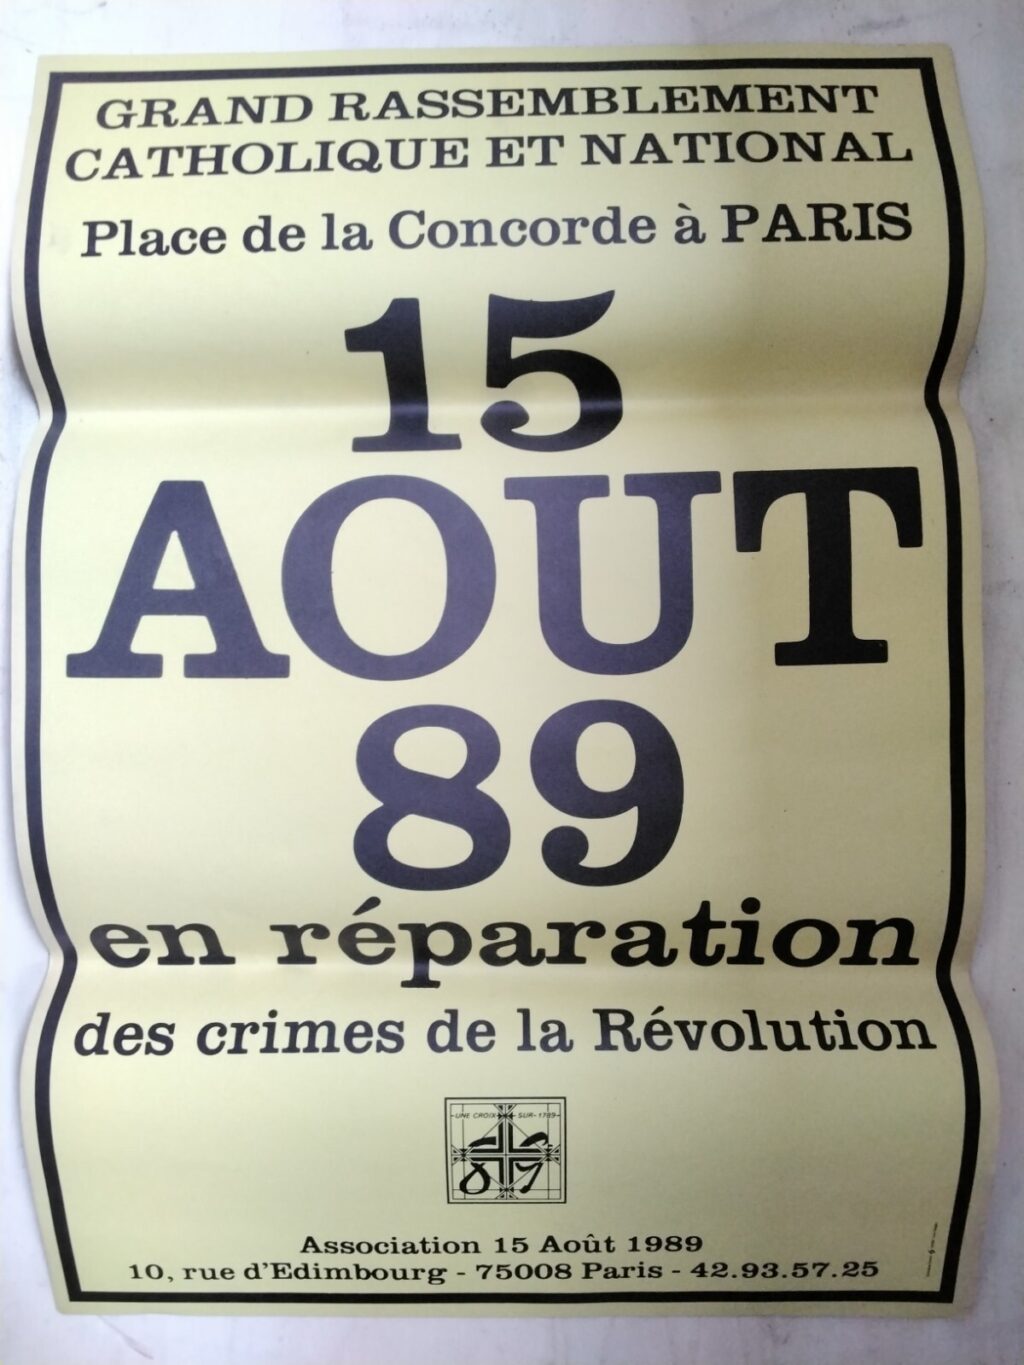 GRAND RASSEMBLEMENT
CATHOLIQUE ET NATIONAL
Place de la Concorde à PARIS
15
AOUT
89
en réparation
des crimes de la Révolution
UNE CROIX SUR 1789
89
Association 15 Août 1989
10, rue d'Edimbourg - 75008 Paris - 42.93.57.25